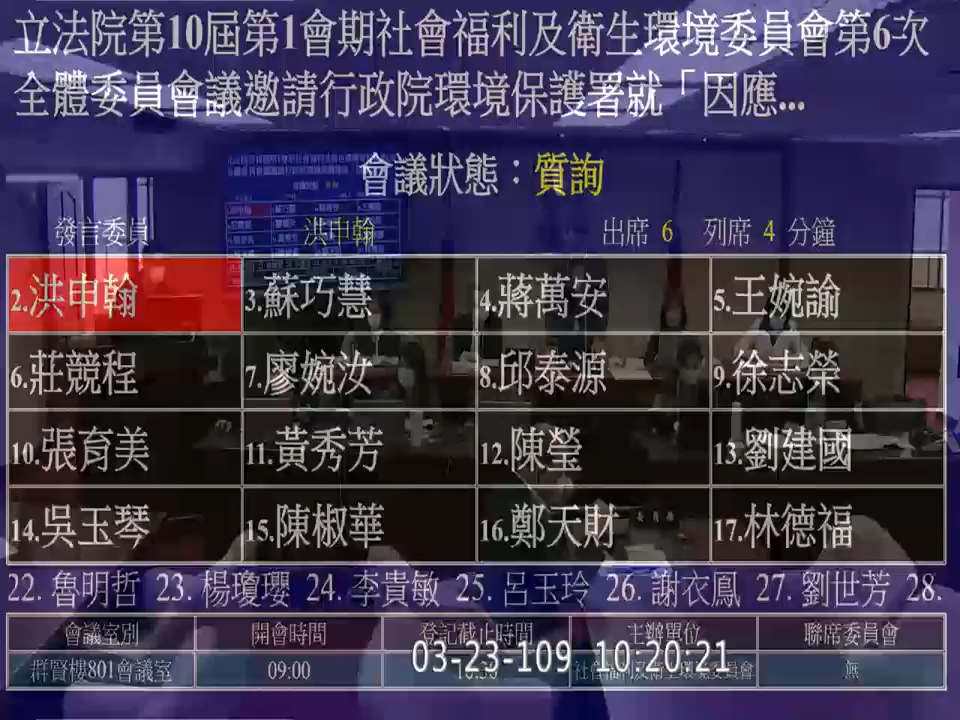 立法院第10屆第1會期社會福利及衛生環境委員會第6次
全體委員會議邀請行政院環境保護署就「因應...
會議狀態：質詢
發言委員 洪申翰 出席 6 列席 4 分鐘
2.洪申翰 3.蘇巧慧 4.蔣萬安 5.王婉諭
6.莊競程 7.廖婉汝 8.邱泰源 9.徐志榮
10.張育美 11.黃秀芳 12.陳瑩 13.劉建國
14.吳玉琴 15.陳椒華 16.鄭天財 17.林德福
22. 魯明哲 23. 楊瓊瓔 24. 李貴敏 25. 呂玉玲 26. 謝衣鳳 27. 劉世芳 28.
會議室別 開會時間 登記截止時間 主辦單位 聯席委員會
群賢樓801會議室 09:00 社會福利及衛生環境委員會 無
03-23-109 10:20:21